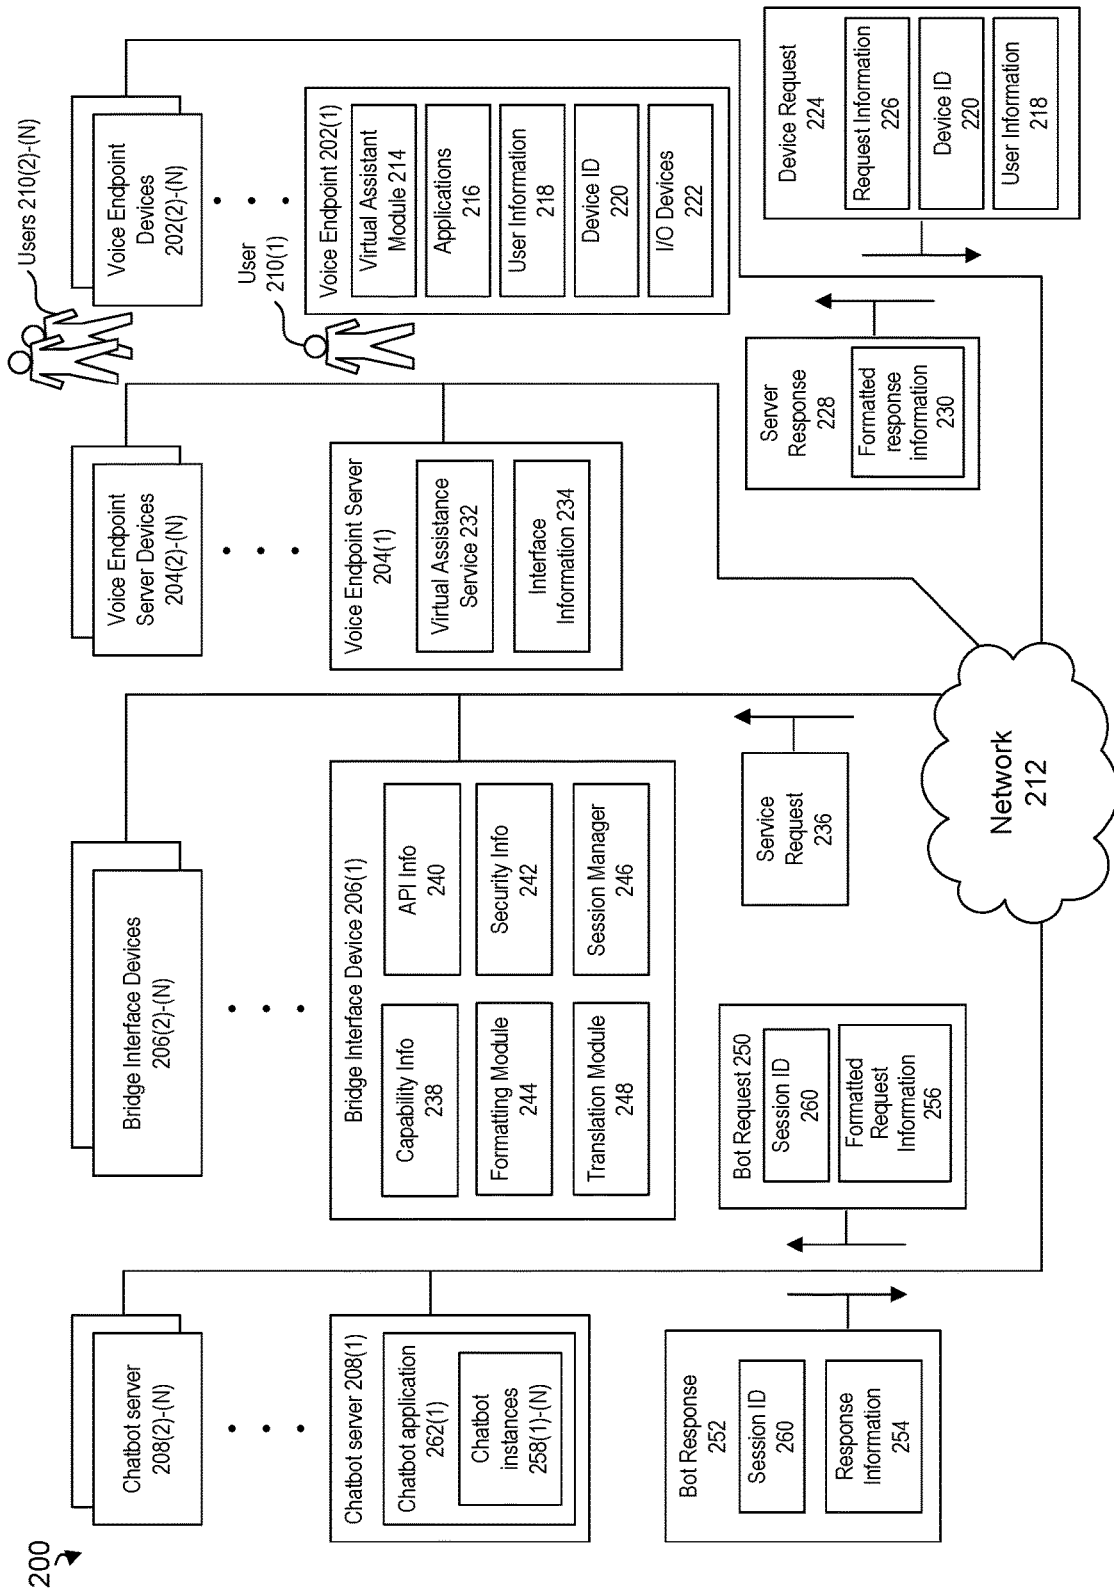 200
Chatbot server
208(2)-(N)
Chatbot server 208(1)
Chatbot application
262(1)
Chatbot
instances
258(1)-(N)
Bot Response
252
Session ID
260
Response
Information
254
Bridge Interface Devices
206(2)-(N)
Bridge Interface Device 206(1)
Capability Info
238
API Info
240
Formatting Module
244
Security Info
242
Translation Module
248
Session Manager
246
Bot Request 250
Session ID
260
Formatted
Request
Information
256
Service
Request
236
Network
212
Voice Endpoint
Server Devices
204(2)-(N)
Voice Endpoint Server
204(1)
Virtual Assistance
Service 232
Interface
Information 234
Server
Response
228
Formatted
response
information
230
Users 210(2)-(N)
Voice Endpoint
Devices
202(2)-(N)
User
210(1)
Voice Endpoint 202(1)
Virtual Assistant
Module 214
Applications
216
User Information
218
Device ID
220
I/O Devices
222
Device Request
224
Request Information
226
Device ID
220
User Information
218